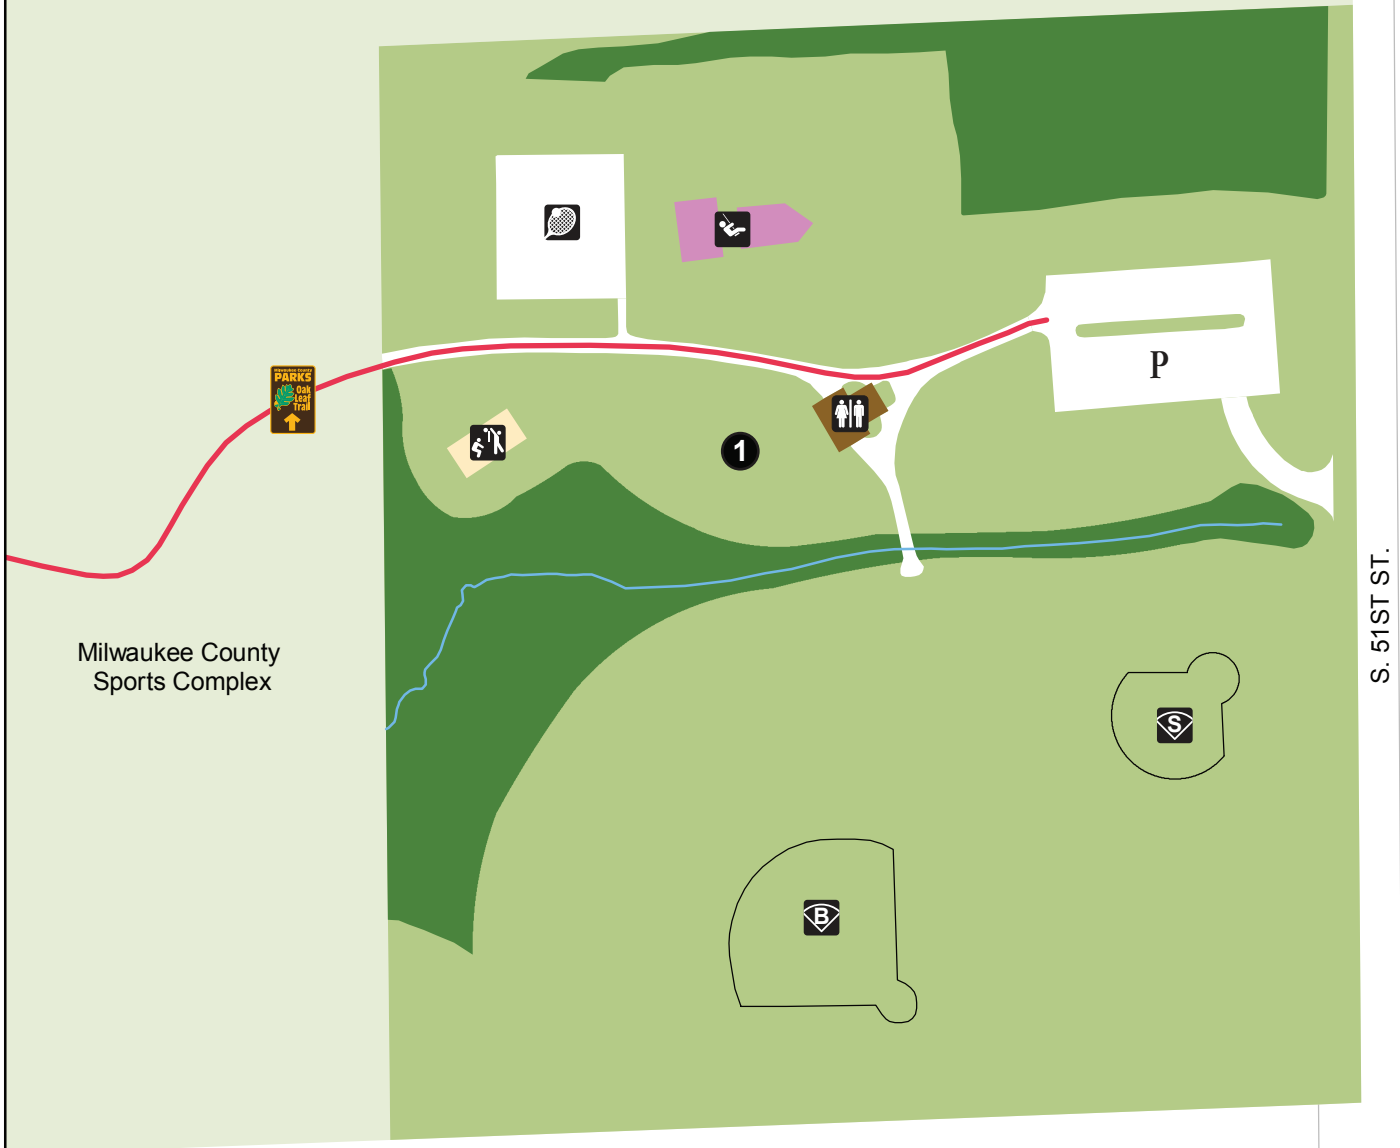 Milwaukee County
PARKS
Oak
Leaf
Trail
P
1
Milwaukee County
Sports Complex
S. 51ST ST.
S
B